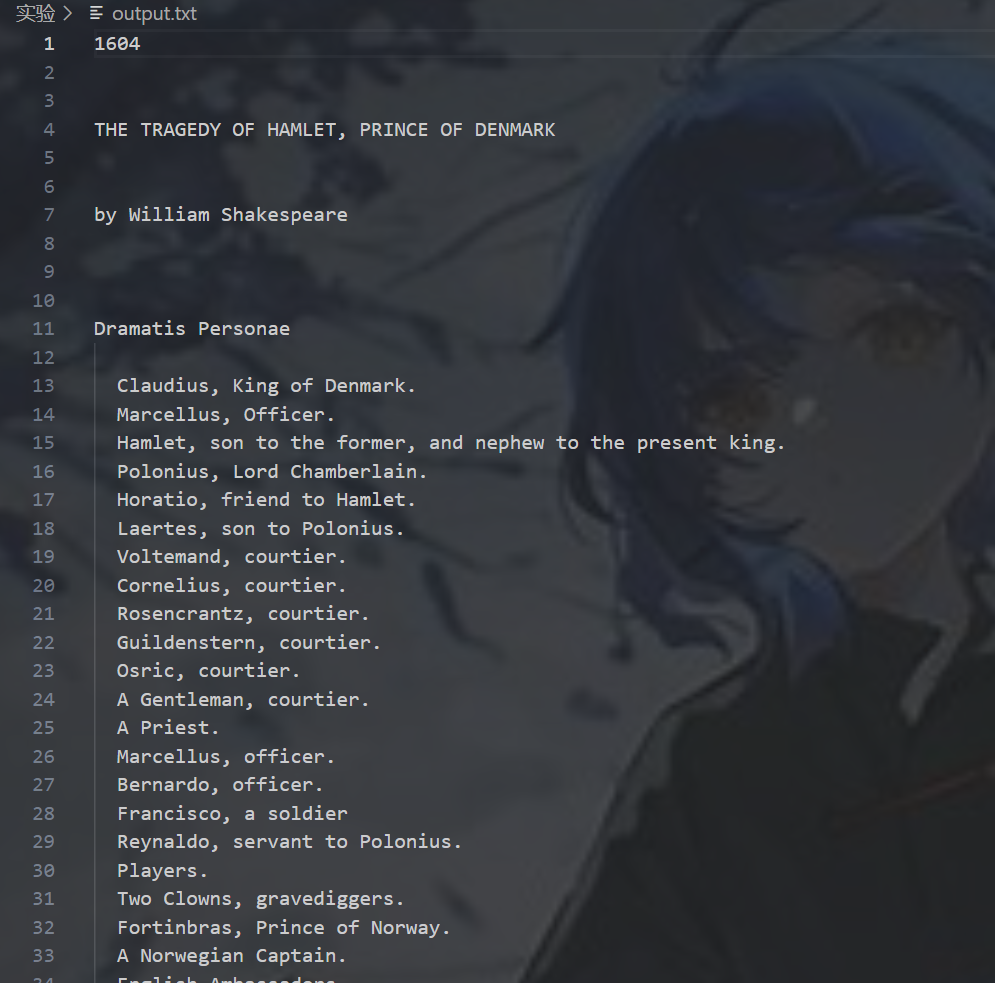 实验 > output.txt
1 1604
2
3
4 THE TRAGEDY OF HAMLET, PRINCE OF DENMARK
5
6
7 by William Shakespeare
8
9
10
11 Dramatis Personae
12
13 Claudius, King of Denmark.
14 Marcellus, Officer.
15 Hamlet, son to the former, and nephew to the present king.
16 Polonius, Lord Chamberlain.
17 Horatio, friend to Hamlet.
18 Laertes, son to Polonius.
19 Voltemand, courtier.
20 Cornelius, courtier.
21 Rosencrantz, courtier.
22 Guildenstern, courtier.
23 Osric, courtier.
24 A Gentleman, courtier.
25 A Priest.
26 Marcellus, officer.
27 Bernardo, officer.
28 Francisco, a soldier
29 Reynaldo, servant to Polonius.
30 Players.
31 Two Clowns, gravediggers.
32 Fortinbras, Prince of Norway.
33 A Norwegian Captain.
34 English Ambassadors